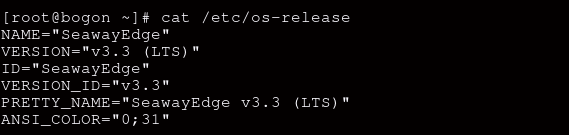 [root@bogon ~]# cat /etc/os-release
NAME="SeawayEdge"
VERSION="v3.3 (LTS)"
ID="SeawayEdge"
VERSION_ID="v3.3"
PRETTY_NAME="SeawayEdge v3.3 (LTS)"
ANSI_COLOR="0;31"